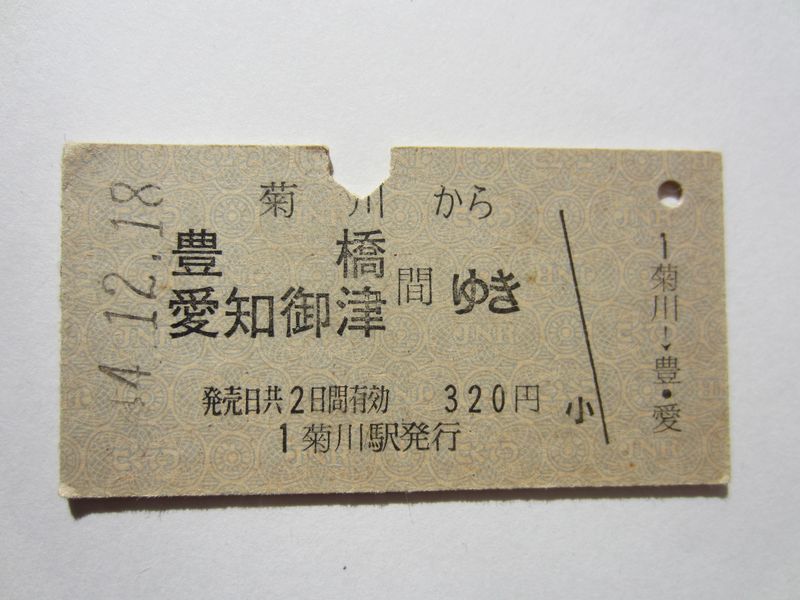 菊川から
豊橋
愛知御津
間ゆき
発売日共2日間有効 320円
1菊川駅発行
小
1菊川→豊・愛
4.12.18